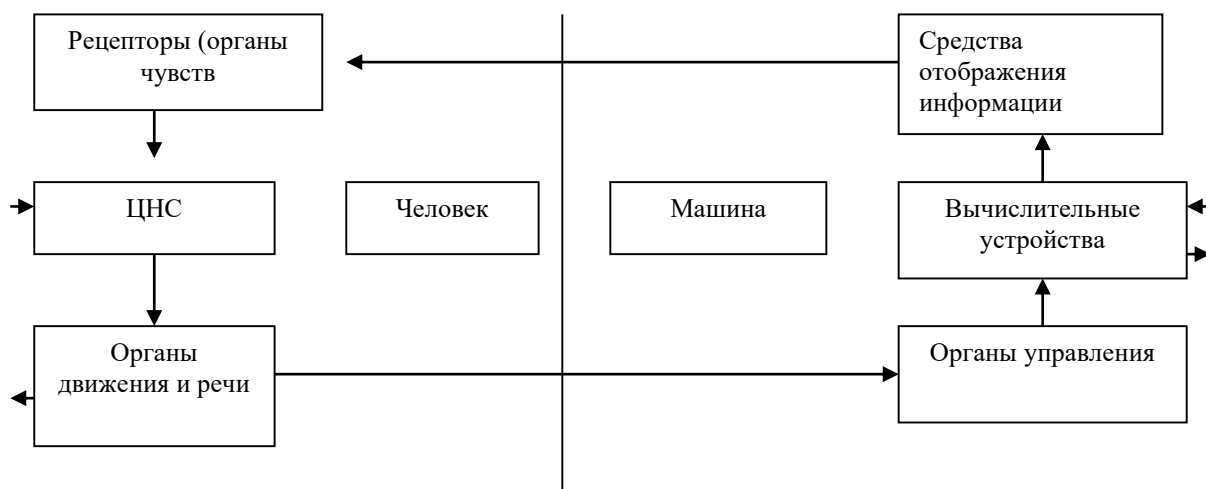 Рецепторы (органы
чувств
Средства
отображения
информации
ЦНС
Человек
Машина
Вычислительные
устройства
Органы
движения и речи
Органы управления